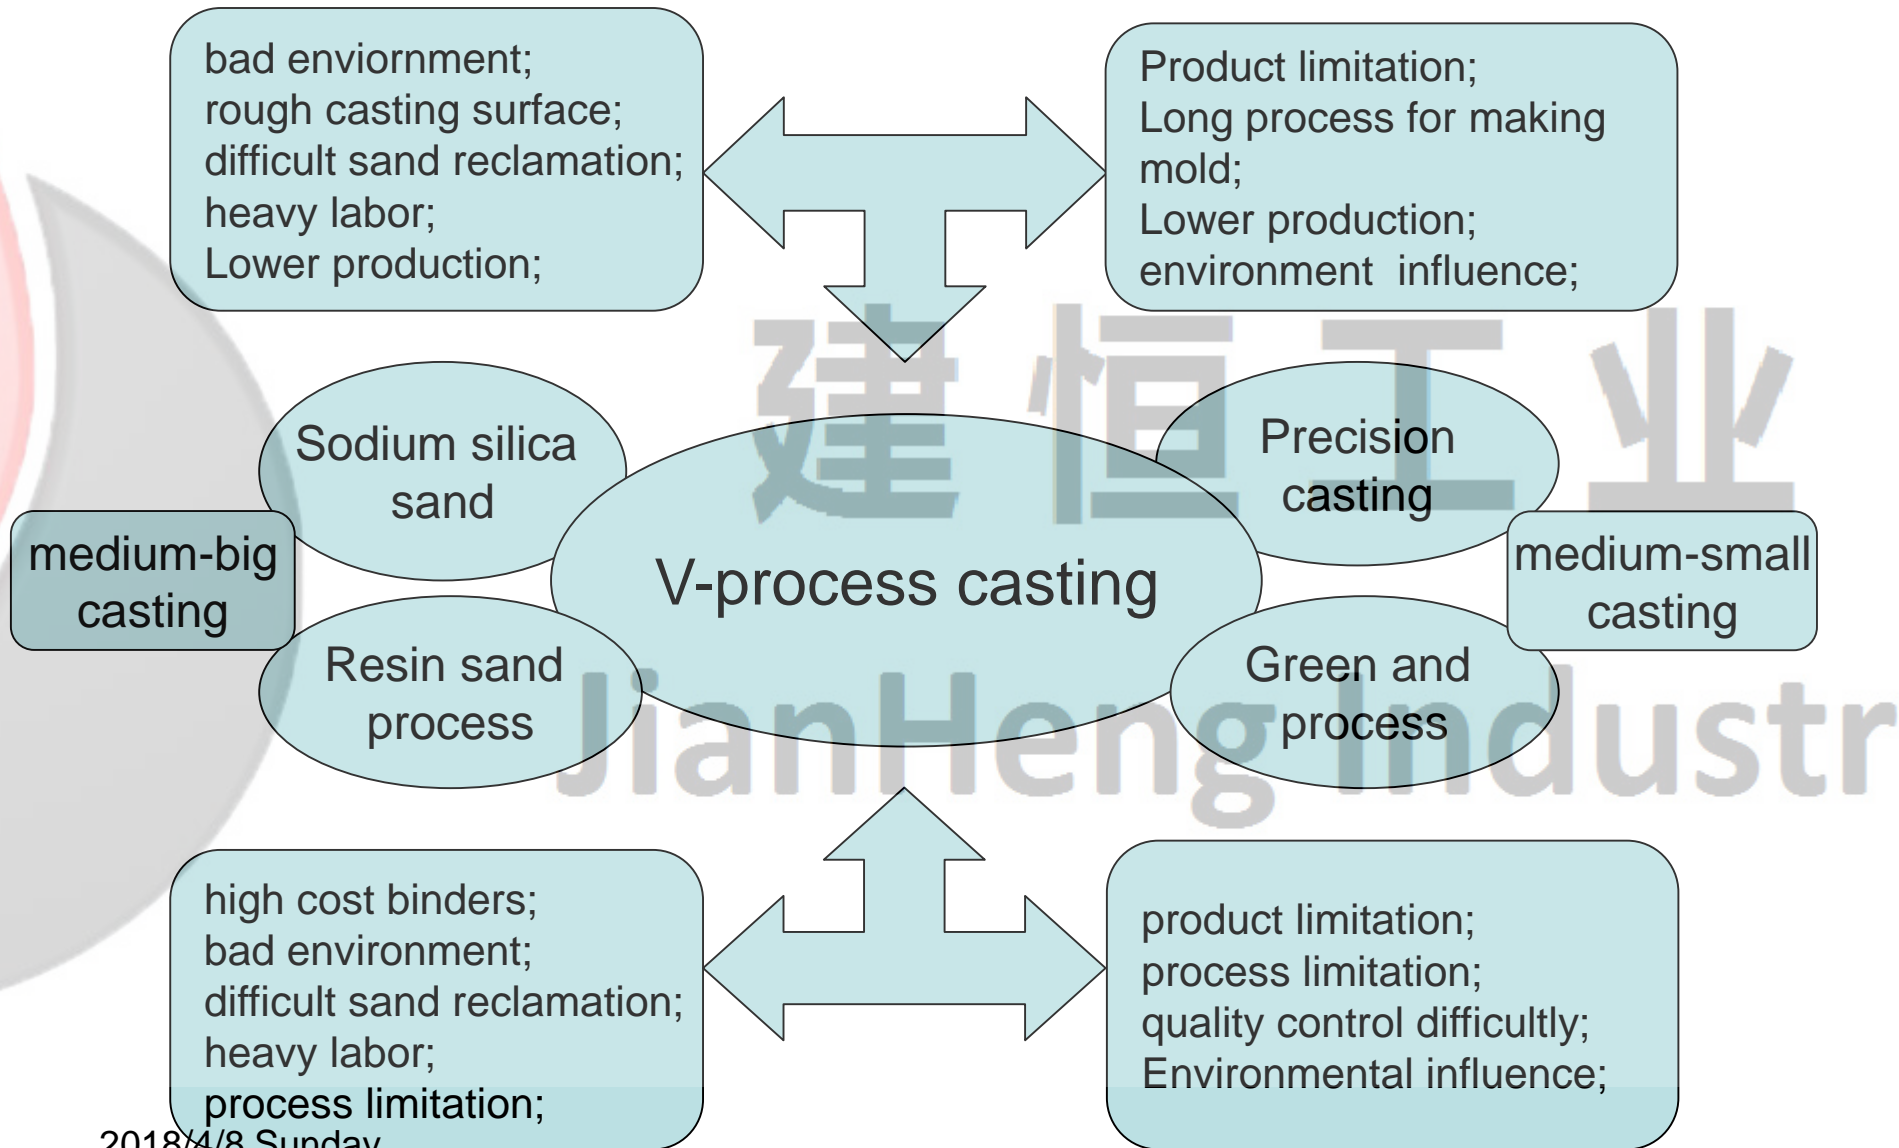 bad enviornment;
rough casting surface;
difficult sand reclamation;
heavy labor;
Lower production;
Product limitation;
Long process for making
mold;
Lower production;
environment influence;
建恒工业
Sodium silica
sand
Precision
casting
medium-big
casting
V-process casting
medium-small
casting
Resin sand
process
Green and
process
JianHeng Industr
high cost binders;
bad environment;
difficult sand reclamation;
heavy labor;
process limitation;
product limitation;
process limitation;
quality control difficultly;
Environmental influence;
2018/4/8 Sunday